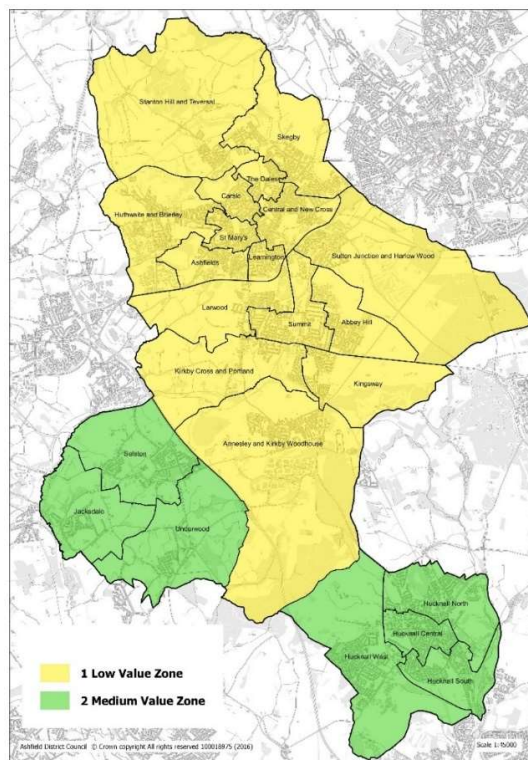 Stanton Hill and Teversal
Skegby
The Dales
Carsic
Central and New Cross
Huthwaite and Brierley
St Mary's
Leamington
Ashfields
Sutton Junction and Harlow Wood
Larwood
Summit
Abbey Hill
Kirkby Cross and Portland
Kingsway
Annesley and Kirkby Woodhouse
Selston
Jacksdale
Underwood
Hucknall North
Hucknall Central
Hucknall West
Hucknall South
1 Low Value Zone
2 Medium Value Zone
Ashfield District Council © Crown copyright All rights reserved 100018975 (2016)
Scale 1:45000